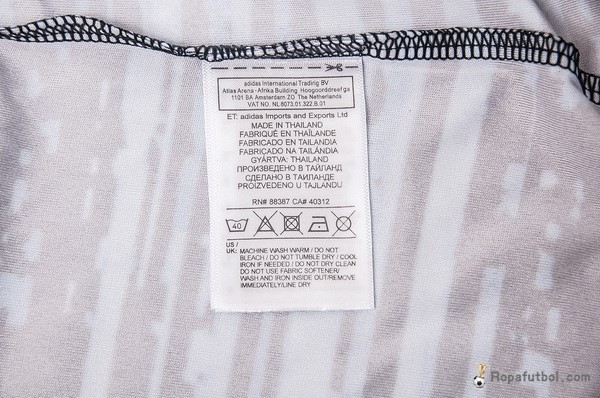 adidas International Trading BV
Atlas Arena - Afrika Building Hoogoorddreef 9a
1101 BA Amsterdam ZO The Netherlands
VAT NO. NL8073.01.322.B.01
ET: adidas Imports and Exports Ltd
MADE IN THAILAND
FABRIQUÉ EN THAÏLANDE
FABRICADO EN TAILANDIA
FABRICADO NA TAILÂNDIA
GYÁRTVA: THAILAND
ПРОИЗВЕДЕНО В ТАЙЛАНД
СДЕЛАНО В ТАИЛАНДЕ
PROIZVEDENO U TAJLANDU
RN# 88387 CA# 40312
40
US /
UK: MACHINE WASH WARM / DO NOT
BLEACH / DO NOT TUMBLE DRY / COOL
IRON IF NEEDED / DO NOT DRY CLEAN
DO NOT USE FABRIC SOFTENER/
WASH AND IRON INSIDE OUT/REMOVE
IMMEDIATELY/LINE DRY
Ropafutbol.com